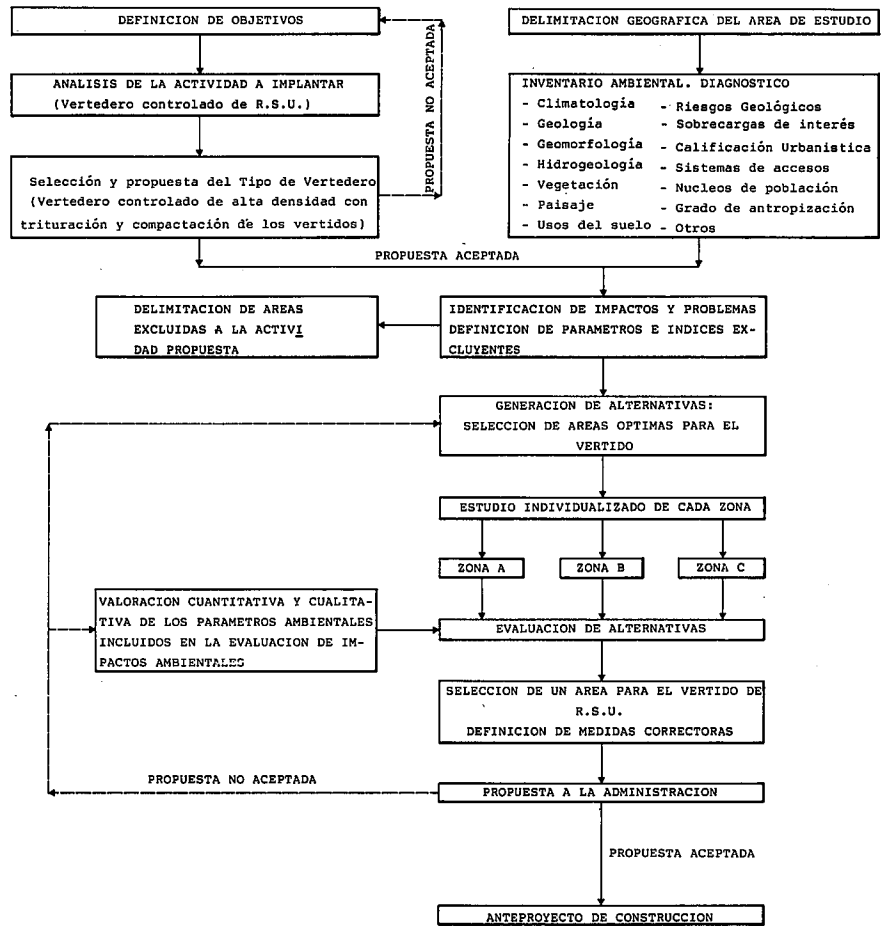 DEFINICION DE OBJETIVOS
ANALISIS DE LA ACTIVIDAD A IMPLANTAR
(Vertedero controlado de R.S.U.)
Selección y propuesta del Tipo de Vertedero
(Vertedero controlado de alta densidad con
trituración y compactación de los vertidos)
PROPUESTA NO ACEPTADA
DELIMITACION GEOGRAFICA DEL AREA DE ESTUDIO
INVENTARIO AMBIENTAL. DIAGNOSTICO
- Climatología
- Geología
- Geomorfología
- Hidrogeología
- Vegetación
- Paisaje
- Usos del suelo
- Riesgos Geológicos
- Sobrecargas de interés
- Calificación Urbanistica
- Sistemas de accesos
- Nucleos de población
- Grado de antropización
- Otros
PROPUESTA ACEPTADA
DELIMITACION DE AREAS
EXCLUIDAS A LA ACTIVI
DAD PROPUESTA
IDENTIFICACION DE IMPACTOS Y PROBLEMAS
DEFINICION DE PARAMETROS E INDICES EX-
CLUYENTES
GENERACION DE ALTERNATIVAS:
SELECCION DE AREAS OPTIMAS PARA EL
VERTIDO
ESTUDIO INDIVIDUALIZADO DE CADA ZONA
ZONA A
ZONA B
ZONA C
VALORACION CUANTITATIVA Y CUALITA-
TIVA DE LOS PARAMETROS AMBIENTALES
INCLUIDOS EN LA EVALUACION DE IM-
PACTOS AMBIENTALES
EVALUACION DE ALTERNATIVAS
SELECCION DE UN AREA PARA EL VERTIDO DE
R.S.U.
DEFINICION DE MEDIDAS CORRECTORAS
PROPUESTA NO ACEPTADA
PROPUESTA A LA ADMINISTRACION
PROPUESTA ACEPTADA
ANTEPROYECTO DE CONSTRUCCION